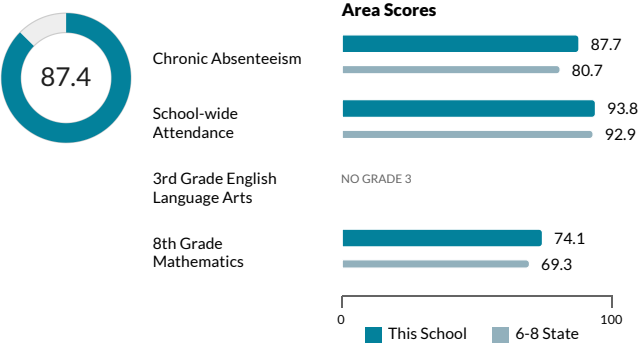 Area Scores
87.4
Chronic Absenteeism
87.7
80.7
School-wide
Attendance
93.8
92.9
3rd Grade English
Language Arts
NO GRADE 3
8th Grade
Mathematics
74.1
69.3
0
100
This School
6-8 State